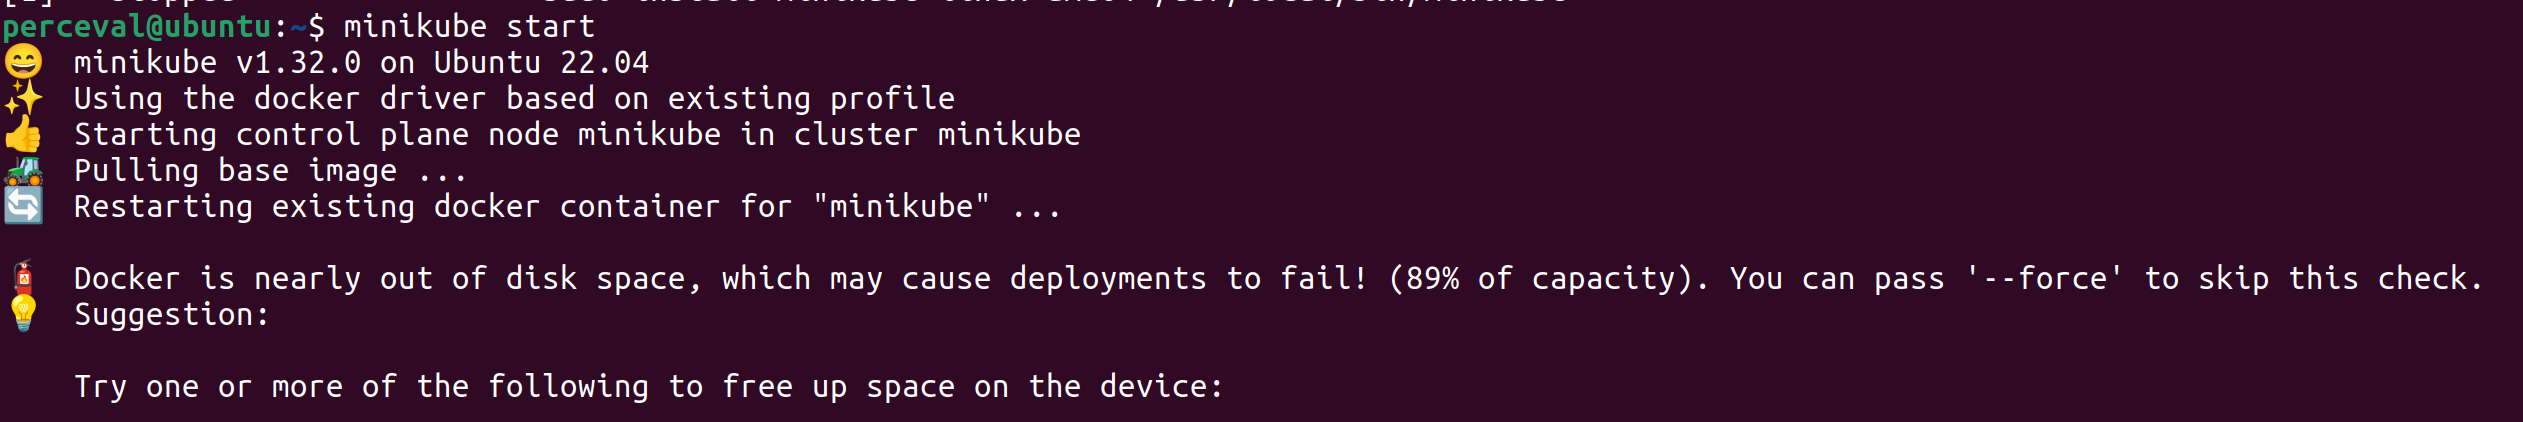 perceval@ubuntu:~$ minikube start
😄 minikube v1.32.0 on Ubuntu 22.04
✨ Using the docker driver based on existing profile
👍 Starting control plane node minikube in cluster minikube
🚜 Pulling base image ...
🔄 Restarting existing docker container for "minikube" ...
🧯 Docker is nearly out of disk space, which may cause deployments to fail! (89% of capacity). You can pass '--force' to skip this check.
💡 Suggestion:
Try one or more of the following to free up space on the device: